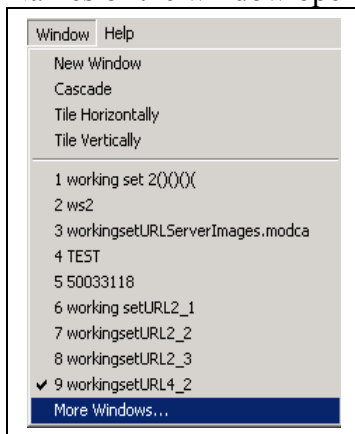 Window Help
New Window
Cascade
Tile Horizontally
Tile Vertically
1 working set 2()()()(
2 ws2
3 workingsetURLServerImages.modca
4 TEST
5 50033118
6 working setURL2_1
7 workingsetURL2_2
8 workingsetURL2_3
✔ 9 workingsetURL4_2
More Windows...